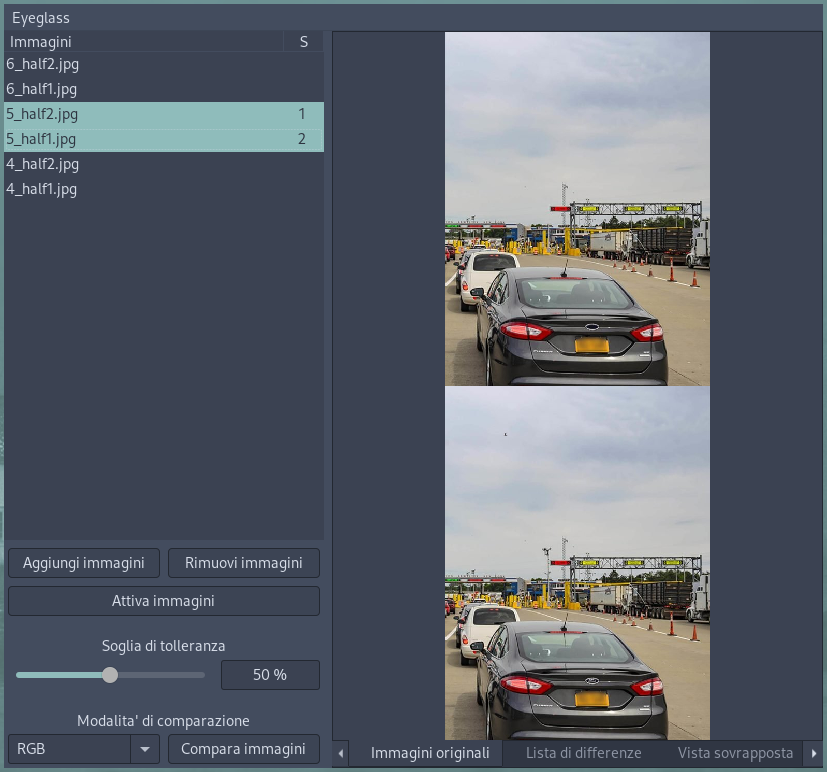 Eyeglass
Immagini S
6_half2.jpg
6_half1.jpg
5_half2.jpg 1
5_half1.jpg 2
4_half2.jpg
4_half1.jpg
Aggiungi immagini Rimuovi immagini
Attiva immagini
Soglia di tolleranza
50 %
Modalita' di comparazione
RGB Compara immagini
Immagini originali Lista di differenze Vista sovrapposta